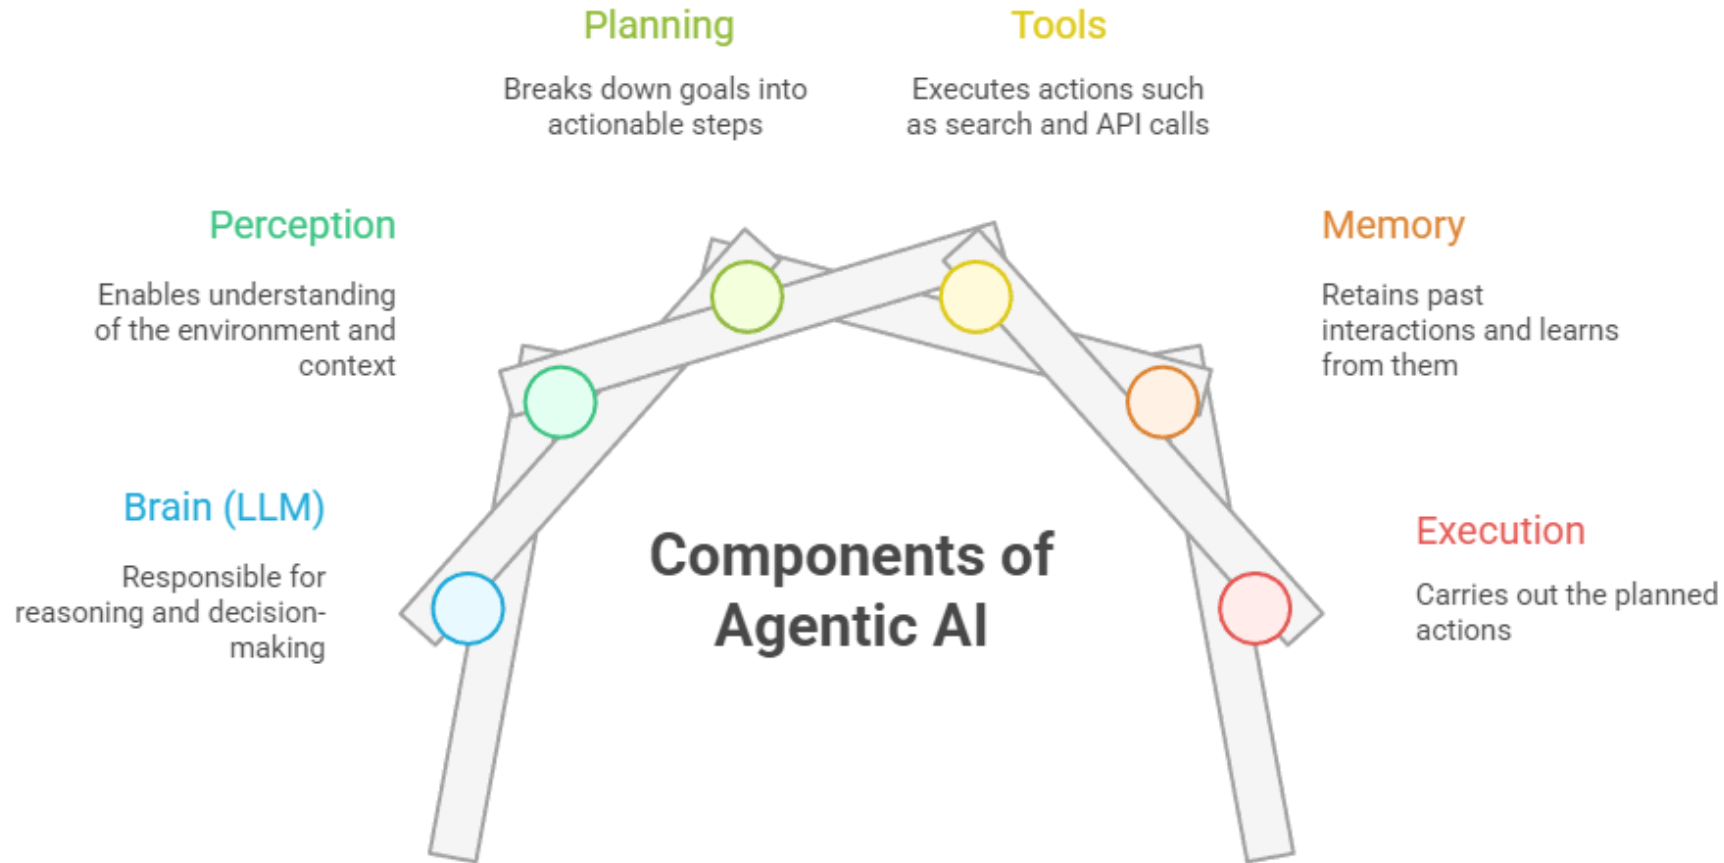 Planning
Breaks down goals into
actionable steps
Tools
Executes actions such
as search and API calls
Perception
Enables understanding
of the environment and
context
Memory
Retains past
interactions and learns
from them
Brain (LLM)
Responsible for
reasoning and decision-
making
Components of
Agentic AI
Execution
Carries out the planned
actions